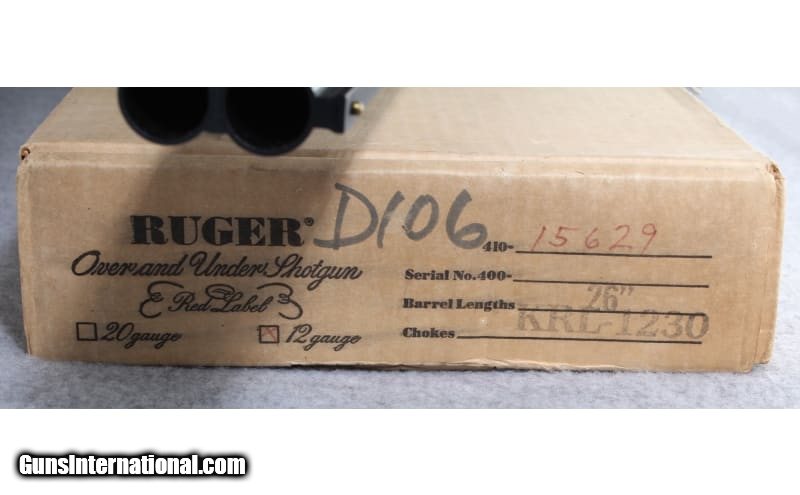 RUGER® D106
Over and Under Shotgun
Red Label
20 gauge 12 gauge
410- 15629
Serial No. 400-
Barrel Lengths 26"
KRL-1230
Chokes
GunsInternational.com